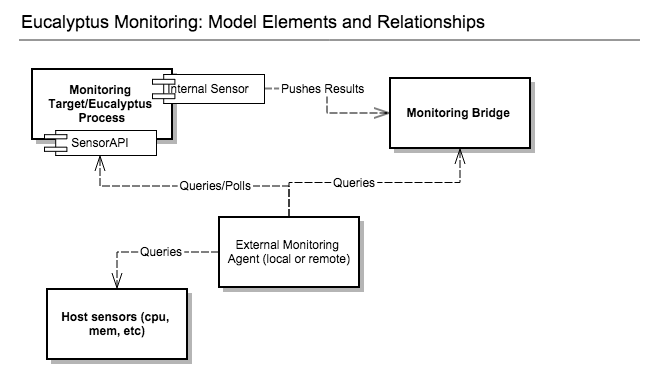 Eucalyptus Monitoring: Model Elements and Relationships
Monitoring
Target/Eucalyptus
Process
Internal Sensor
Pushes Results
Monitoring Bridge
SensorAPI
Queries/Polls
Queries
External Monitoring
Agent (local or remote)
Queries
Host sensors (cpu,
mem, etc)